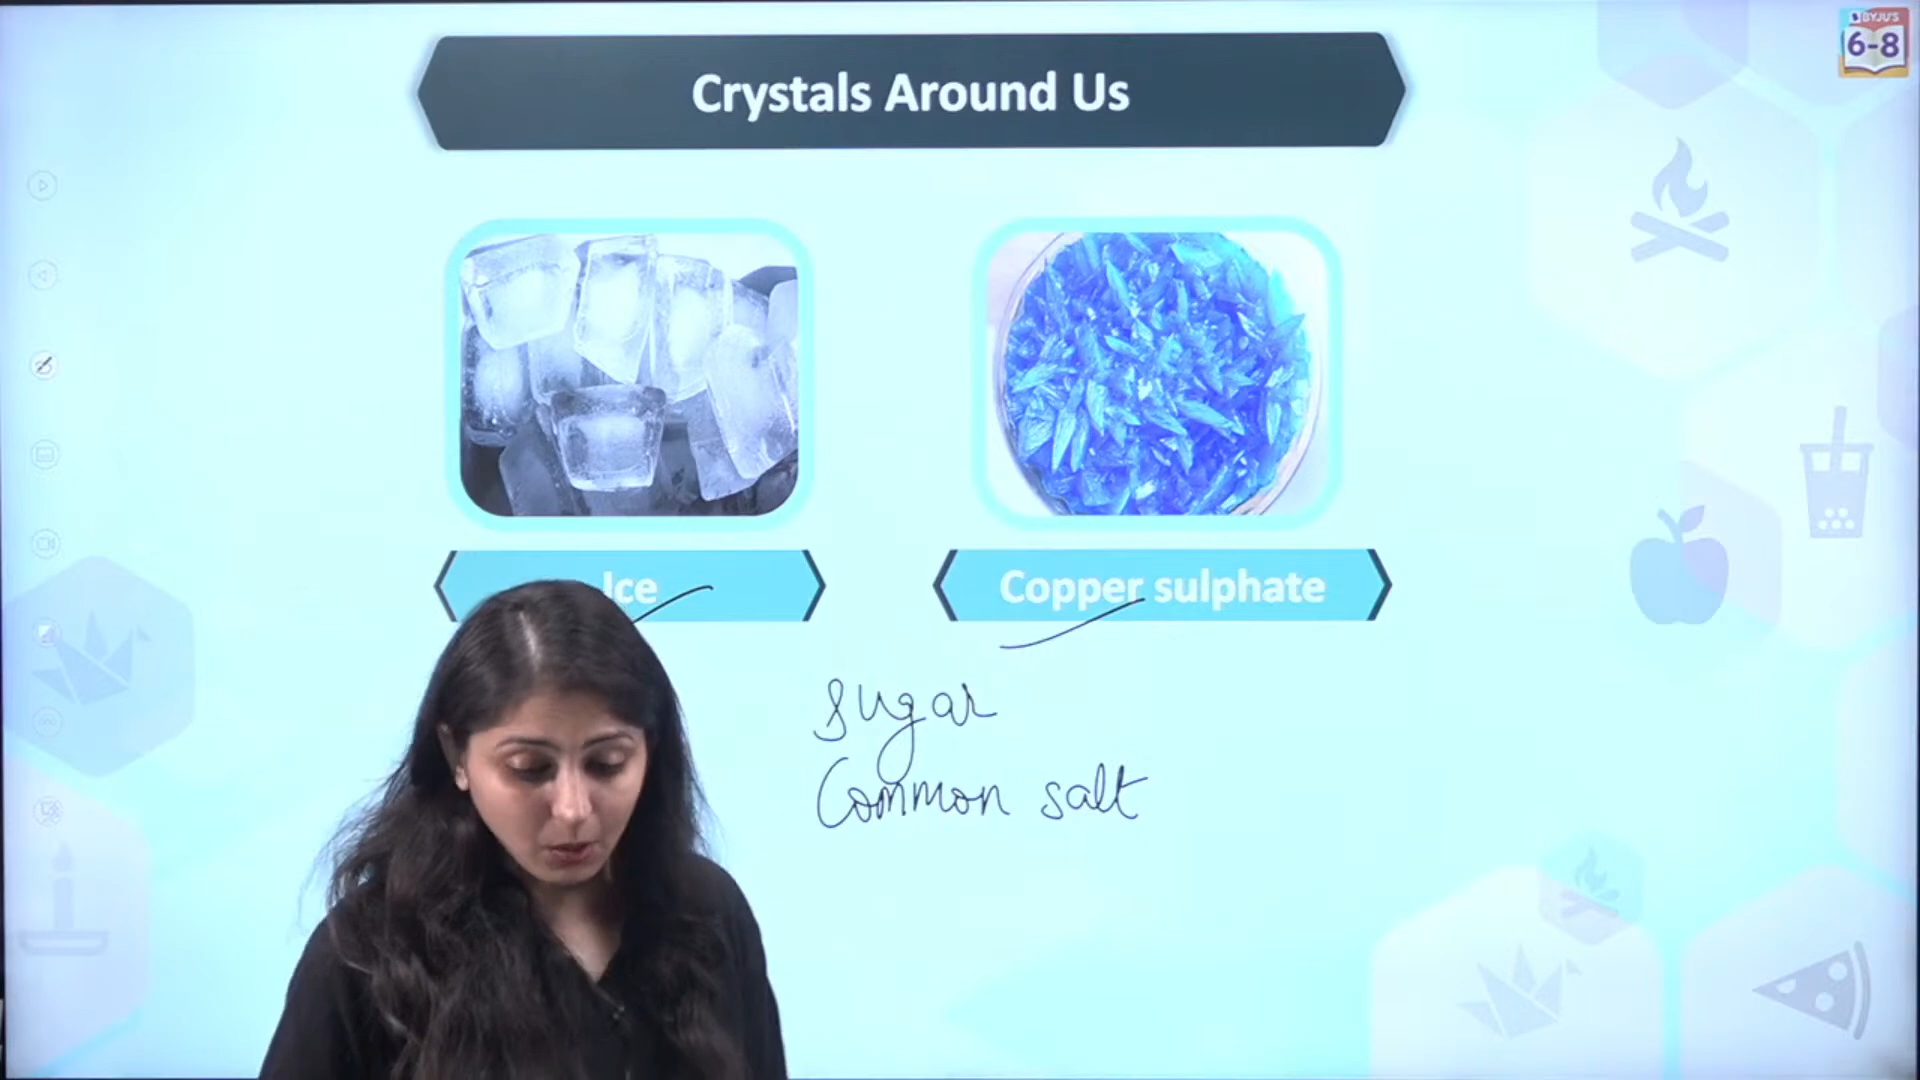 BYJU'S
6-8
Crystals Around Us
Ice
Copper sulphate
Sugar
Common salt